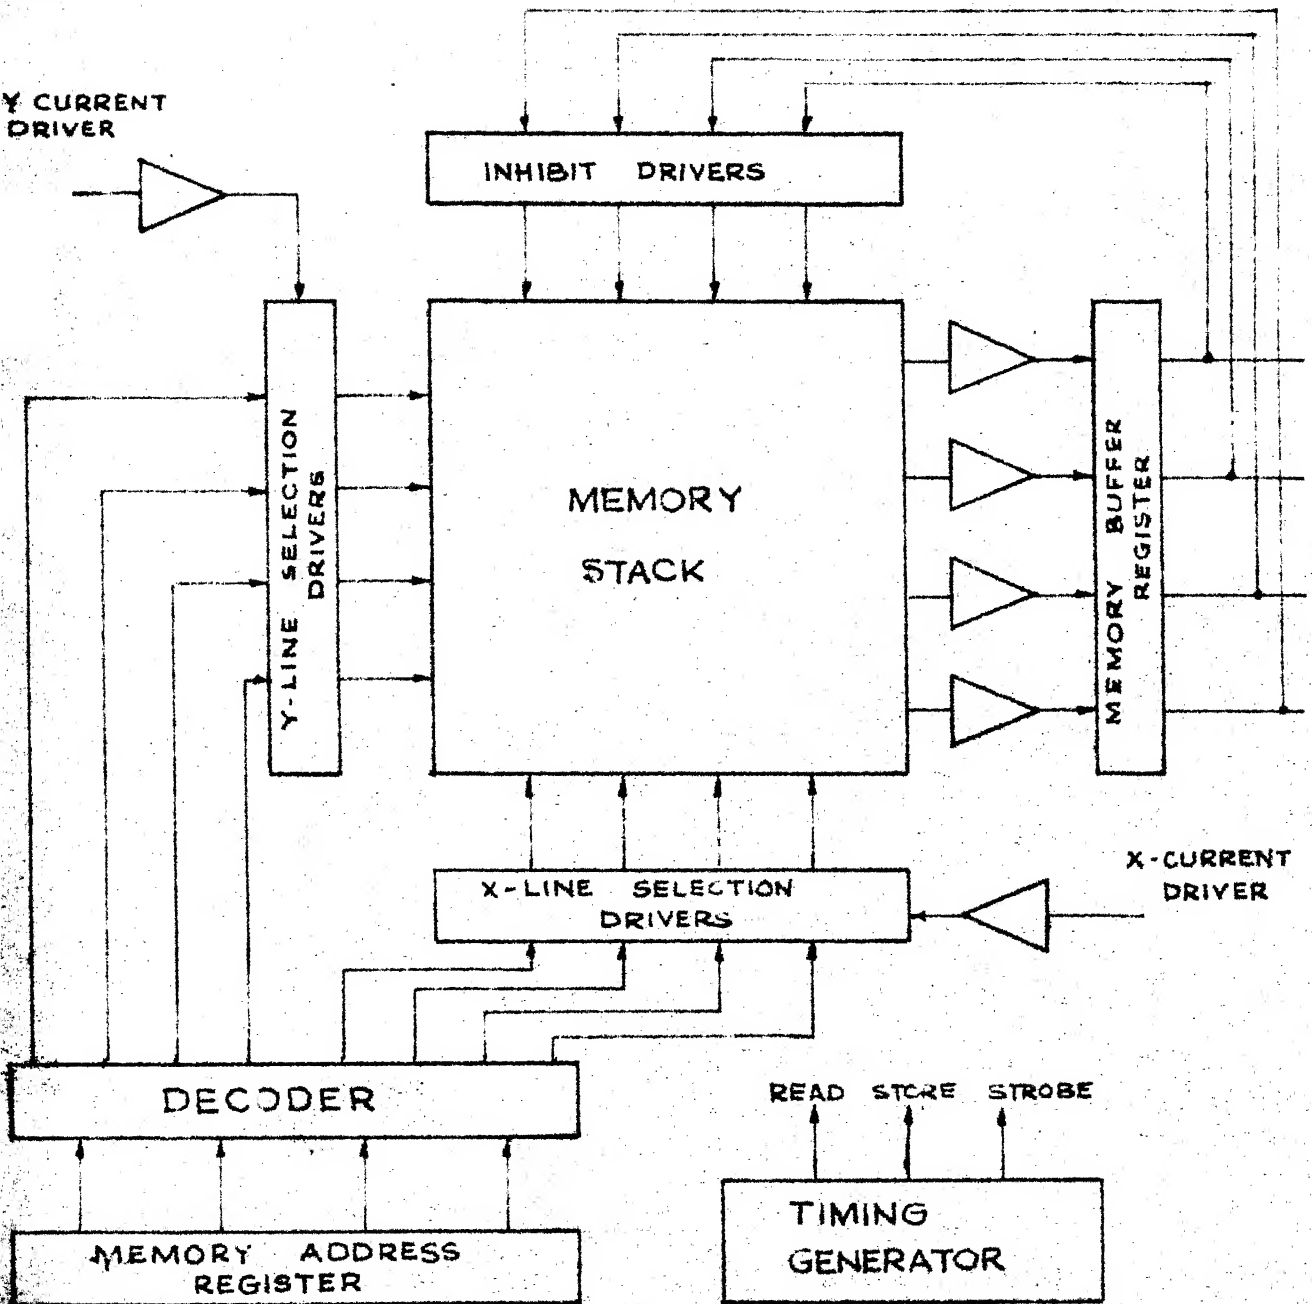 Y CURRENT
DRIVER
INHIBIT DRIVERS
Y-LINE SELECTION
DRIVERS
MEMORY
STACK
MEMORY BUFFER
REGISTER
X-CURRENT
DRIVER
X-LINE SELECTION
DRIVERS
DECODER
READ STORE STROBE
MEMORY ADDRESS
REGISTER
TIMING
GENERATOR